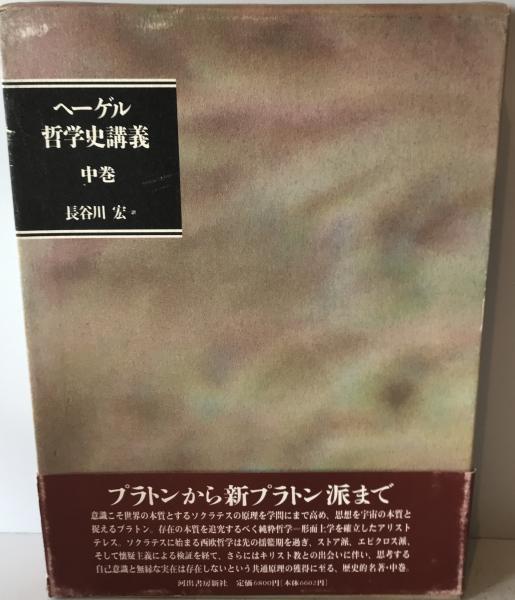 ヘーゲル
哲学史講義
中巻
長谷川 宏 訳
プラトンから新プラトン派まで
意識こそ世界の本質とするソクラテスの原理を学問にまで高め、思想を宇宙の本質と
捉えるプラトン。存在の本質を追究するべく純粋哲学―形而上学を確立したアリスト
テレス。ソクラテスに始まる西欧哲学は先の揺籃期を過ぎ、ストア派、エピクロス派、
そして懐疑主義による検証を経て、さらにはキリスト教との出会いに伴い、思考する
自己意識と無縁な実在は存在しないという共通原理の獲得に至る、歴史的名著・中巻。
河出書房新社 定価6800円[本体6602円]